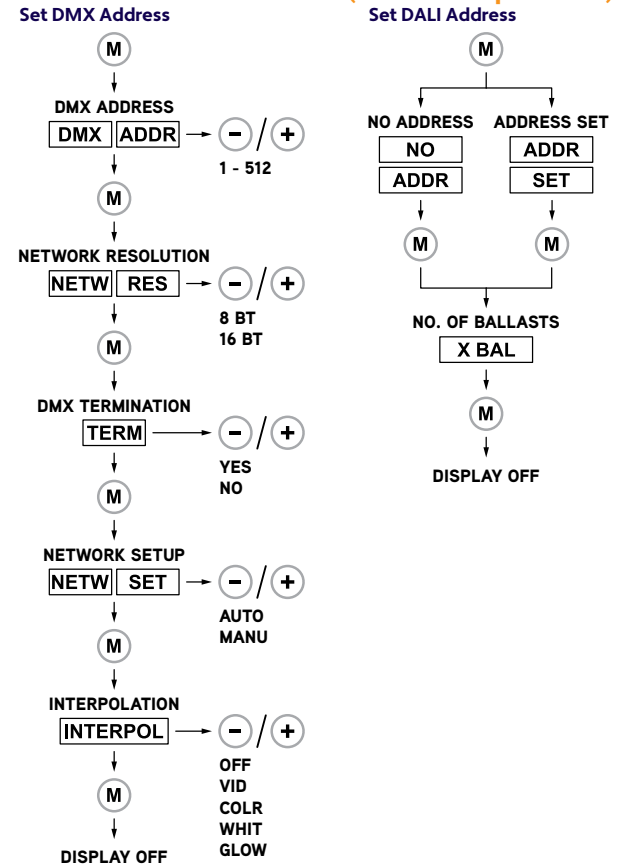 Set DMX Address
M
DMX ADDRESS
DMX ADDR - / +
1 - 512
M
NETWORK RESOLUTION
NETW RES - / +
8 BT
16 BT
M
DMX TERMINATION
TERM - / +
YES
NO
M
NETWORK SETUP
NETW SET - / +
AUTO
MANU
M
INTERPOLATION
INTERPOL - / +
OFF
VID
COLR
WHIT
GLOW
M
DISPLAY OFF
Set DALI Address
M
NO ADDRESS ADDRESS SET
NO ADDR
ADDR SET
M M
NO. OF BALLASTS
X BAL
M
DISPLAY OFF